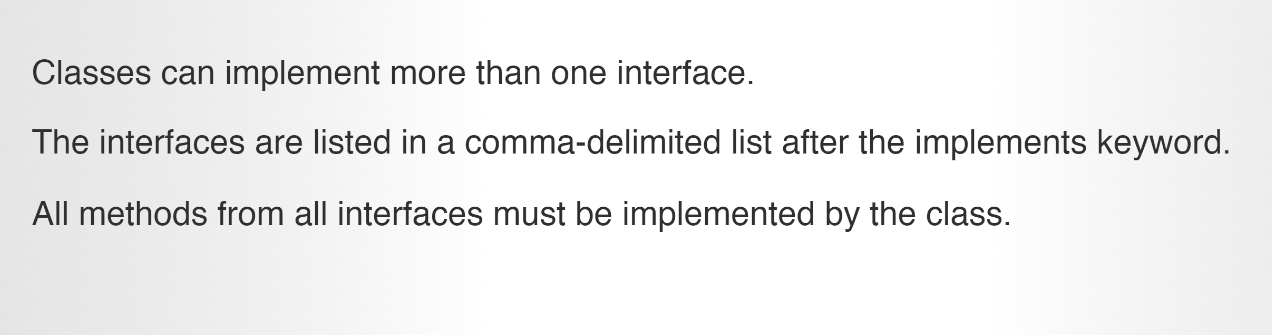 Classes can implement more than one interface.
The interfaces are listed in a comma-delimited list after the implements keyword.
All methods from all interfaces must be implemented by the class.